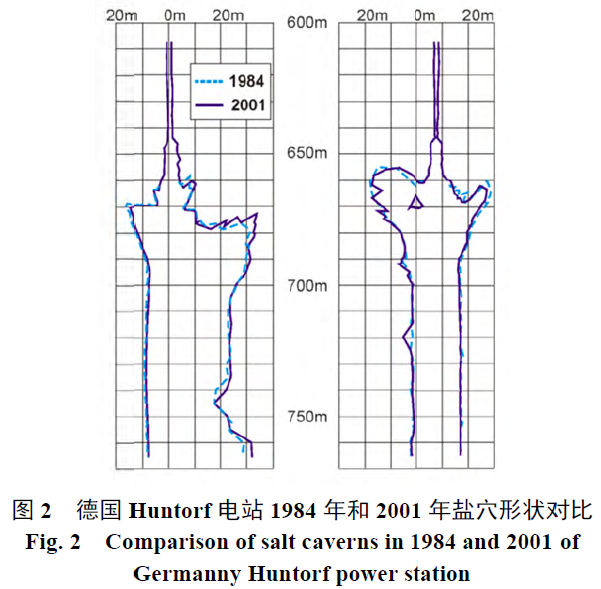 20m 0m 20m 600m 20m 0m 20m
1984
2001
650m
700m
750m
图 2 德国 Huntorf 电站 1984 年和 2001 年盐穴形状对比
Fig. 2 Comparison of salt caverns in 1984 and 2001 of
Germanny Huntorf power station